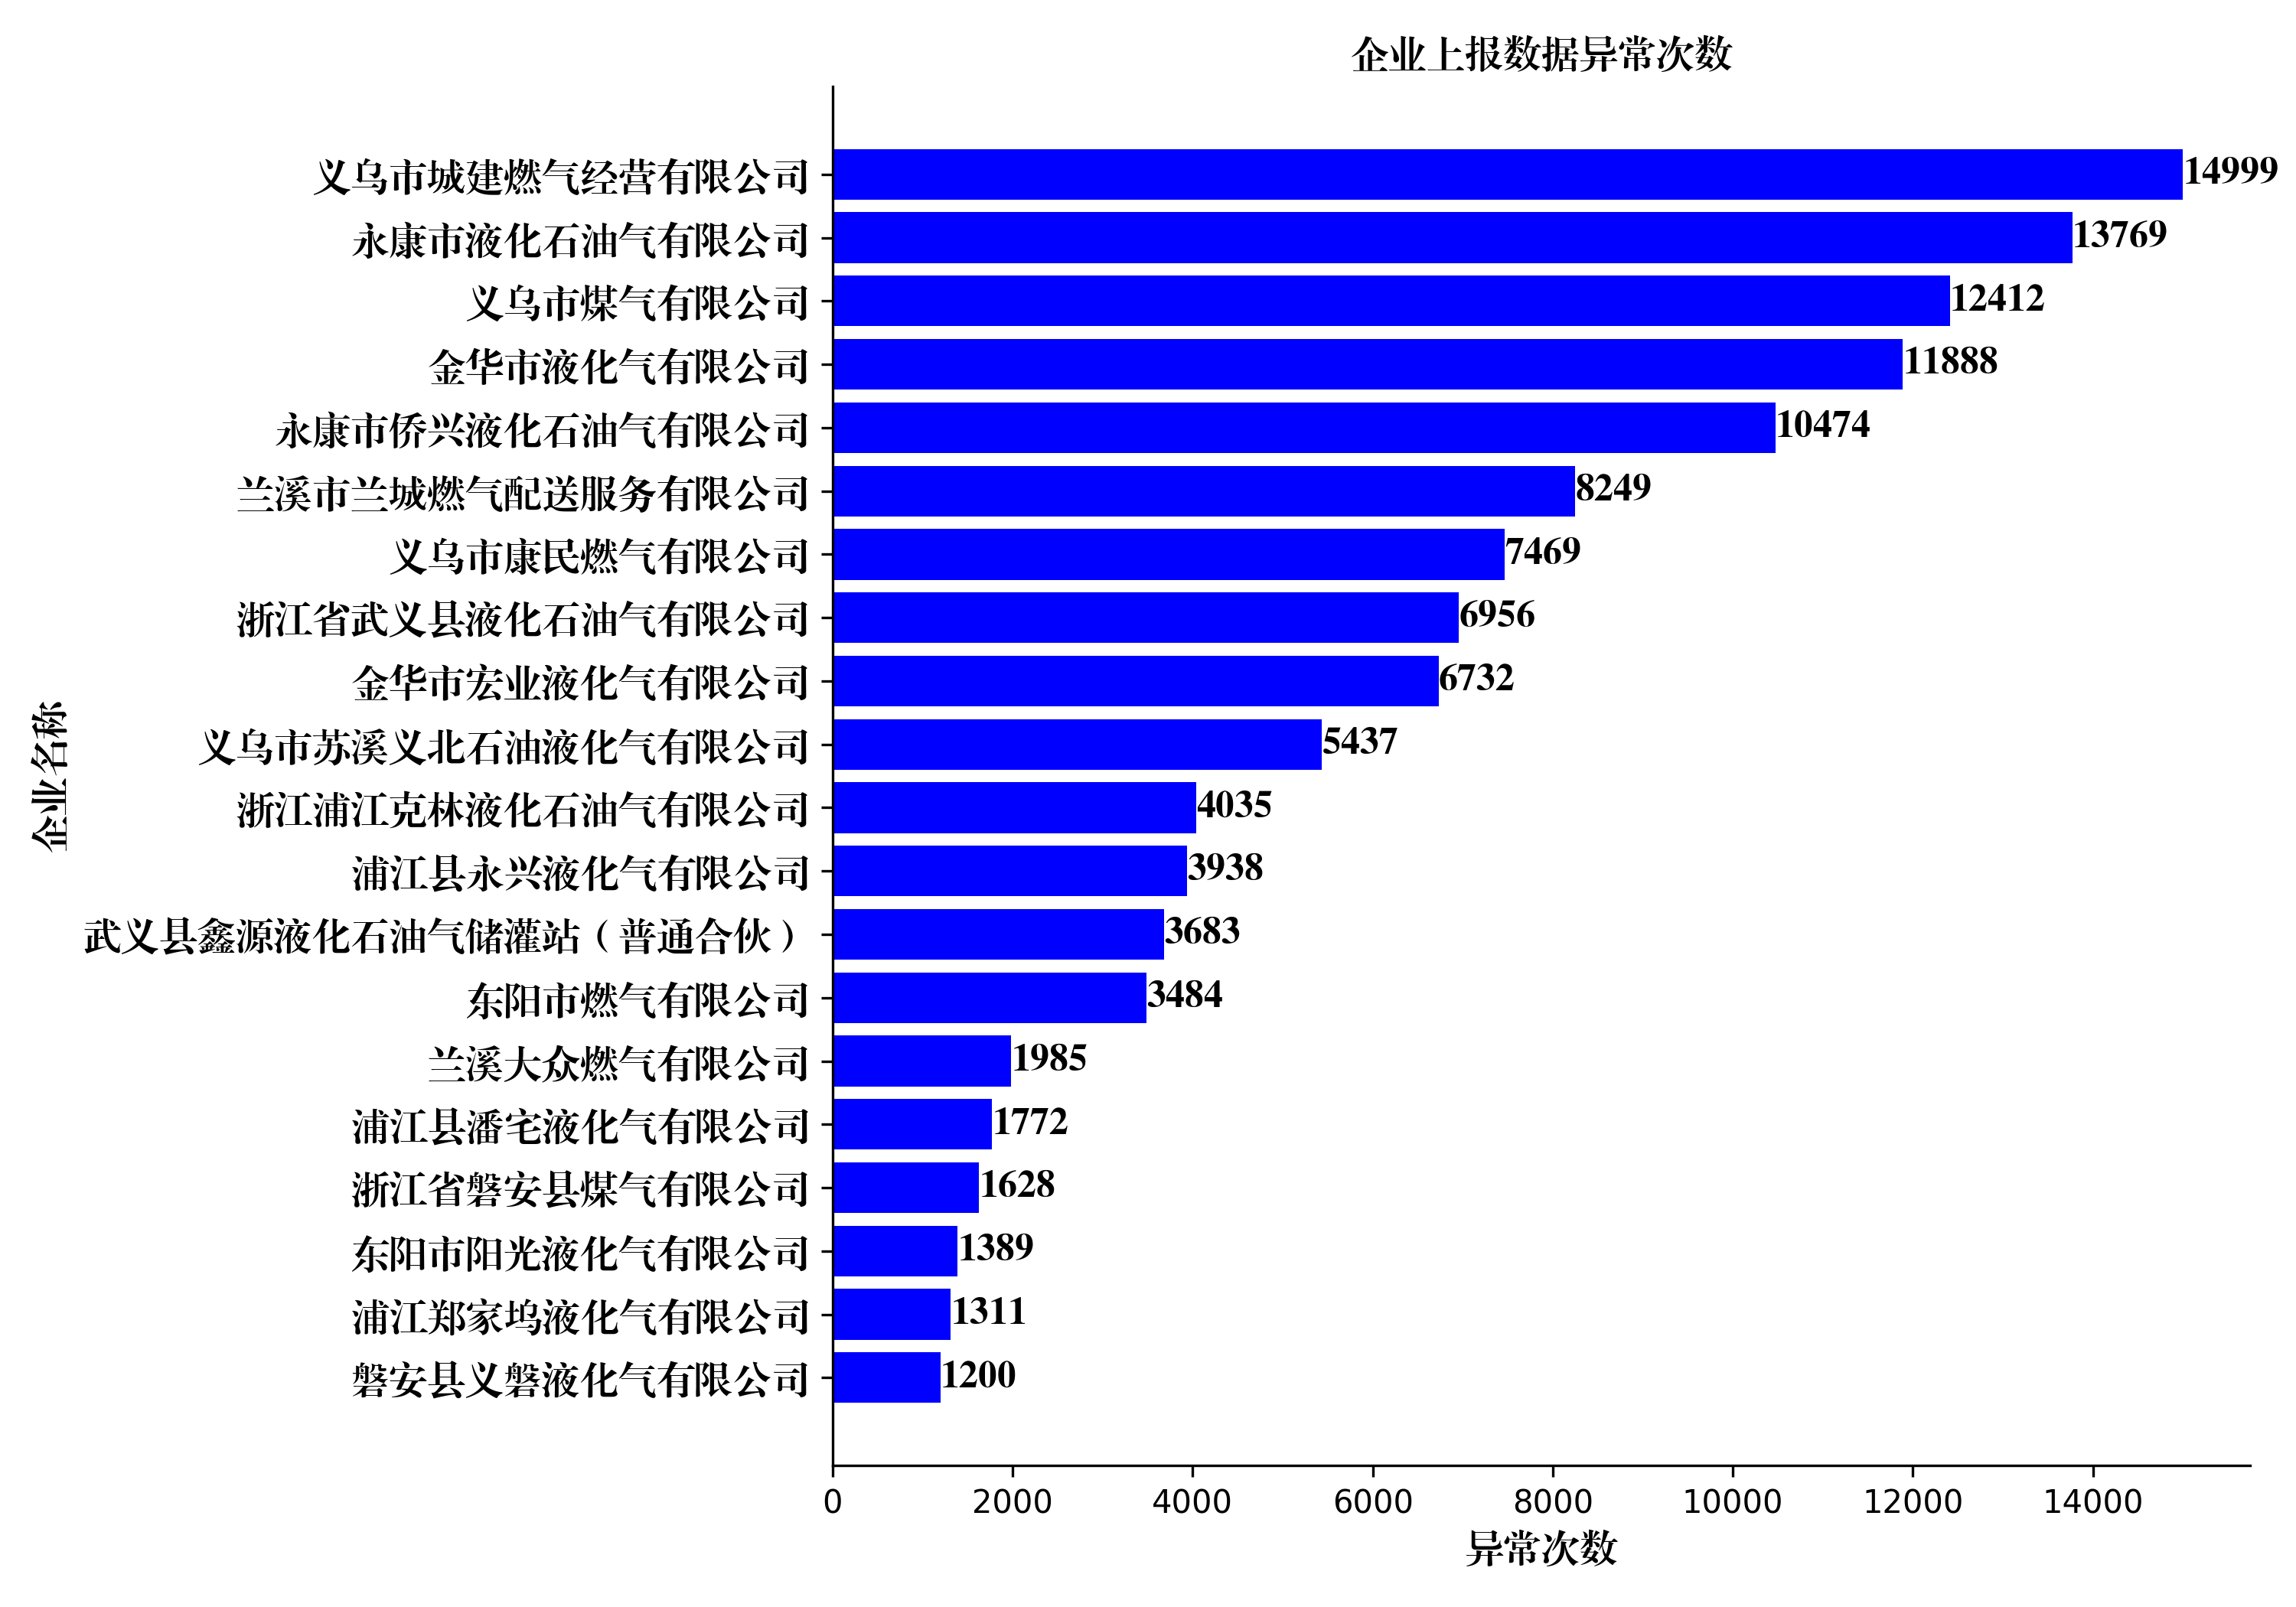 企业上报数据异常次数
企业名称
义乌市城建燃气经营有限公司 14999
永康市液化石油气有限公司 13769
义乌市煤气有限公司 12412
金华市液化气有限公司 11888
永康市侨兴液化石油气有限公司 10474
兰溪市兰城燃气配送服务有限公司 8249
义乌市康民燃气有限公司 7469
浙江省武义县液化石油气有限公司 6956
金华市宏业液化气有限公司 6732
义乌市苏溪义北石油液化气有限公司 5437
浙江浦江克林液化石油气有限公司 4035
浦江县永兴液化气有限公司 3938
武义县鑫源液化石油气储灌站（普通合伙） 3683
东阳市燃气有限公司 3484
兰溪大众燃气有限公司 1985
浦江县潘宅液化气有限公司 1772
浙江省磐安县煤气有限公司 1628
东阳市阳光液化气有限公司 1389
浦江郑家坞液化气有限公司 1311
磐安县义磐液化气有限公司 1200
0 2000 4000 6000 8000 10000 12000 14000
异常次数